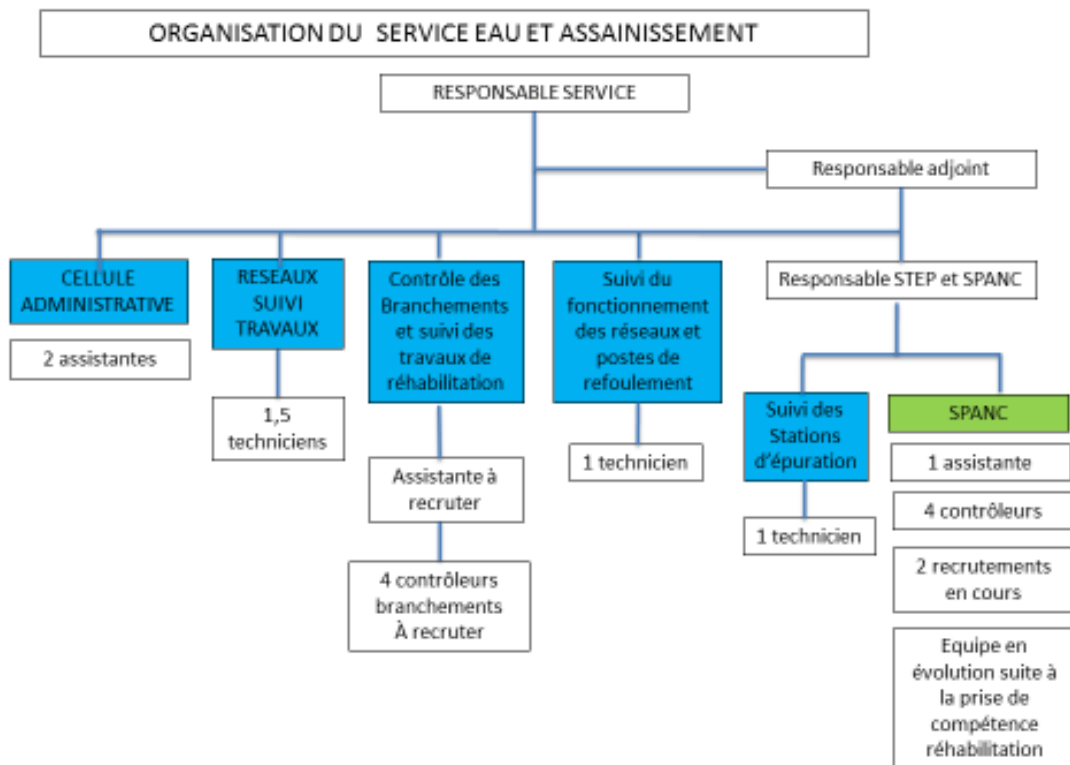 ORGANISATION DU SERVICE EAU ET ASSAINISSEMENT
RESPONSABLE SERVICE
Responsable adjoint
CELLULE
ADMINISTRATIVE
2 assistantes
RESEAUX
SUIVI
TRAVAUX
1,5
techniciens
Contrôle des
Branchements
et suivi des
travaux de
réhabilitation
Assistante à
recruter
4 contrôleurs
branchements
À recruter
Suivi du
fonctionnement
des réseaux et
postes de
refoulement
1 technicien
Responsable STEP et SPANC
Suivi des
Stations
d'épuration
1 technicien
SPANC
1 assistante
4 contrôleurs
2 recrutements
en cours
Equipe en
évolution suite à
la prise de
compétence
réhabilitation